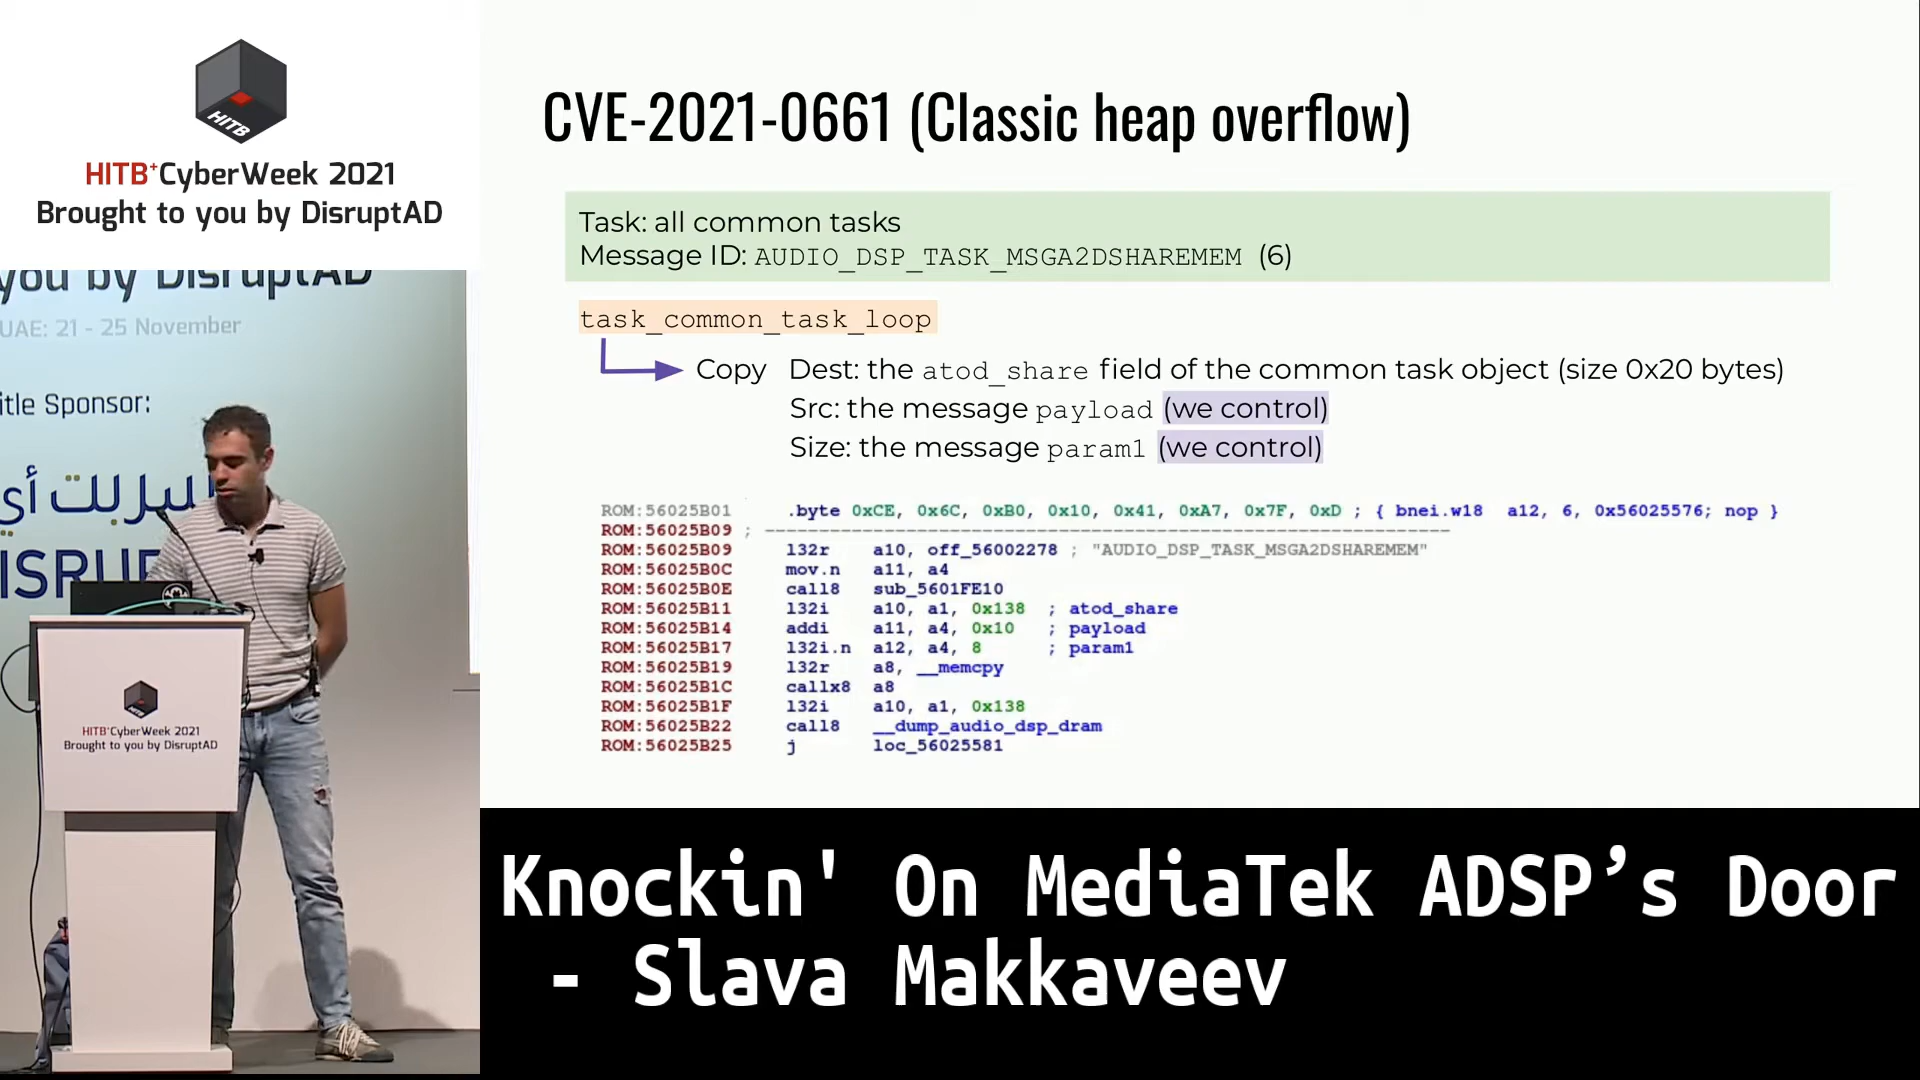 HITB
HITB+CyberWeek 2021
Brought to you by DisruptAD
you by DisruptAD
UAE: 21 - 25 November
itle Sponsor:
HITB+CyberWeek 2021
Brought to you by DisruptAD
CVE-2021-0661 (Classic heap overflow)
Task: all common tasks
Message ID: AUDIO_DSP_TASK_MSGA2DSHAREMEM (6)
task_common_task_loop
Copy Dest: the atod_share field of the common task object (size 0x20 bytes)
Src: the message payload (we control)
Size: the message param1 (we control)
ROM:56025B01 .byte 0xCE, 0x6C, 0xB0, 0x10, 0x41, 0xA7, 0x7F, 0xD ; { bnei.w18 a12, 6, 0x56025576; nop }
ROM:56025B09 ; ---------------------------------------------------------------------------
ROM:56025B09 l32r a10, off_56002278 ; "AUDIO_DSP_TASK_MSGA2DSHAREMEM"
ROM:56025B0C mov.n a11, a4
ROM:56025B0E call8 sub_5601FE10
ROM:56025B11 l32i a10, a1, 0x138 ; atod_share
ROM:56025B14 addi a11, a4, 0x10 ; payload
ROM:56025B17 l32i.n a12, a4, 8 ; param1
ROM:56025B19 l32r a8, __memcpy
ROM:56025B1C callx8 a8
ROM:56025B1F l32i a10, a1, 0x138
ROM:56025B22 call8 __dump_audio_dsp_dram
ROM:56025B25 j loc_56025581
Knockin' On MediaTek ADSP’s Door
- Slava Makkaveev